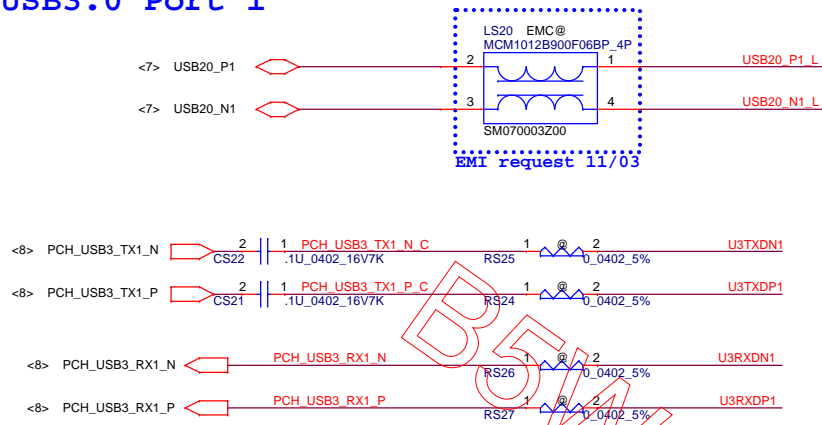 USB3.0 Port 1
LS20 EMC@
MCM1012B900F06BP_4P
<7> USB20_P1 2 1 USB20_P1_L
<7> USB20_N1 3 4 USB20_N1_L
SM070003Z00
EMI request 11/03
<8> PCH_USB3_TX1_N 2 1 PCH_USB3_TX1_N_C 1 @ 2 U3TXDN1
CS22 .1U_0402_16V7K RS25 0_0402_5%
<8> PCH_USB3_TX1_P 2 1 PCH_USB3_TX1_P_C 1 @ 2 U3TXDP1
CS21 .1U_0402_16V7K RS24 0_0402_5%
<8> PCH_USB3_RX1_N PCH_USB3_RX1_N 1 @ 2 U3RXDN1
RS26 0_0402_5%
<8> PCH_USB3_RX1_P PCH_USB3_RX1_P 1 @ 2 U3RXDP1
RS27 0_0402_5%